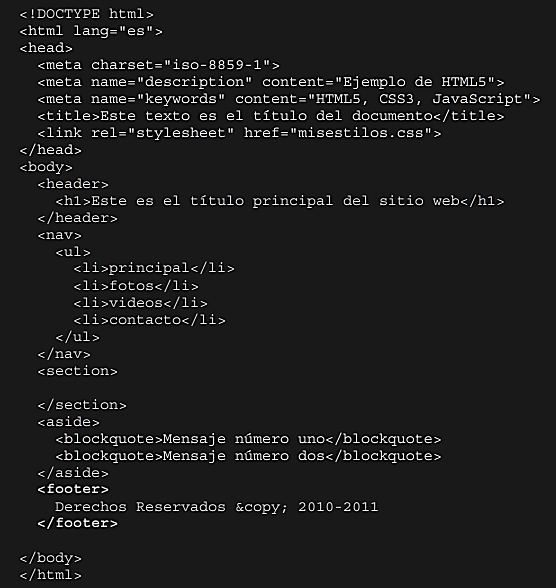 <!DOCTYPE html>
<html lang="es">
<head>
<meta charset="iso-8859-1">
<meta name="description" content="Ejemplo de HTML5">
<meta name="keywords" content="HTML5, CSS3, JavaScript">
<title>Este texto es el título del documento</title>
<link rel="stylesheet" href="misestilos.css">
</head>
<body>
<header>
<h1>Este es el título principal del sitio web</h1>
</header>
<nav>
<ul>
<li>principal</li>
<li>fotos</li>
<li>videos</li>
<li>contacto</li>
</ul>
</nav>
<section>
</section>
<aside>
<blockquote>Mensaje número uno</blockquote>
<blockquote>Mensaje número dos</blockquote>
</aside>
<footer>
Derechos Reservados &copy; 2010-2011
</footer>
</body>
</html>